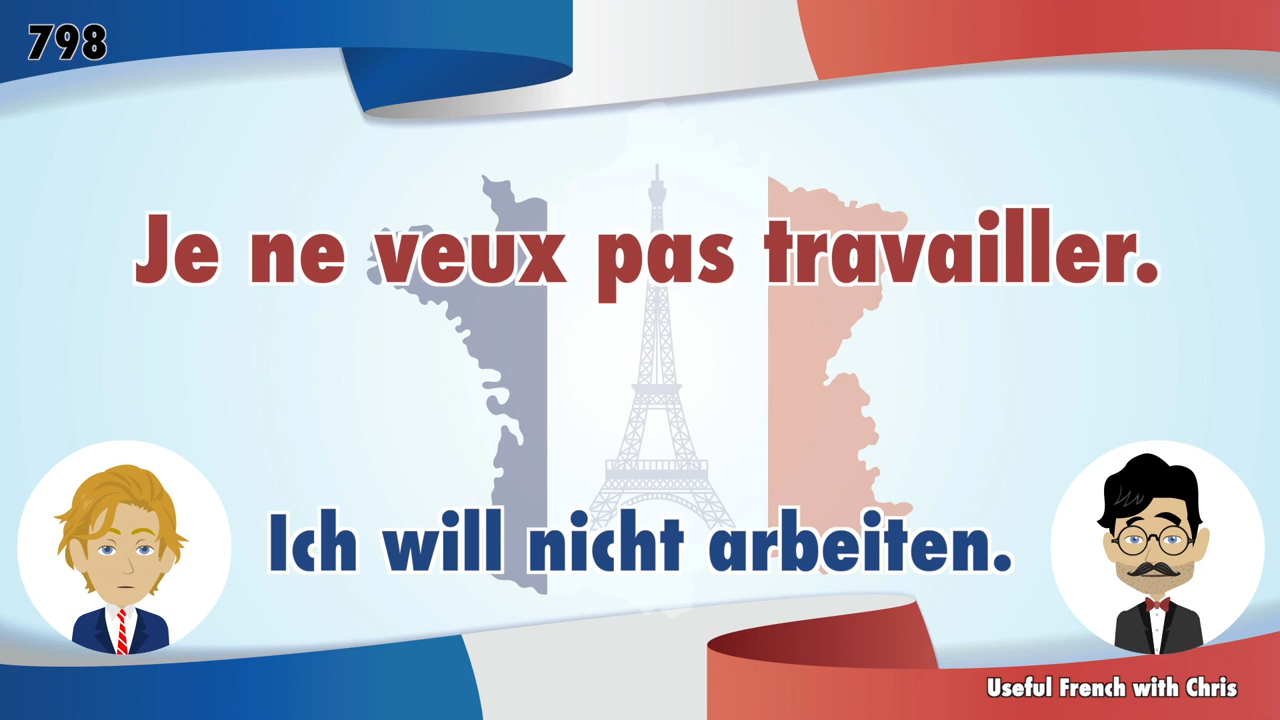 798
Je ne veux pas travailler.
Ich will nicht arbeiten.
Useful French with Chris